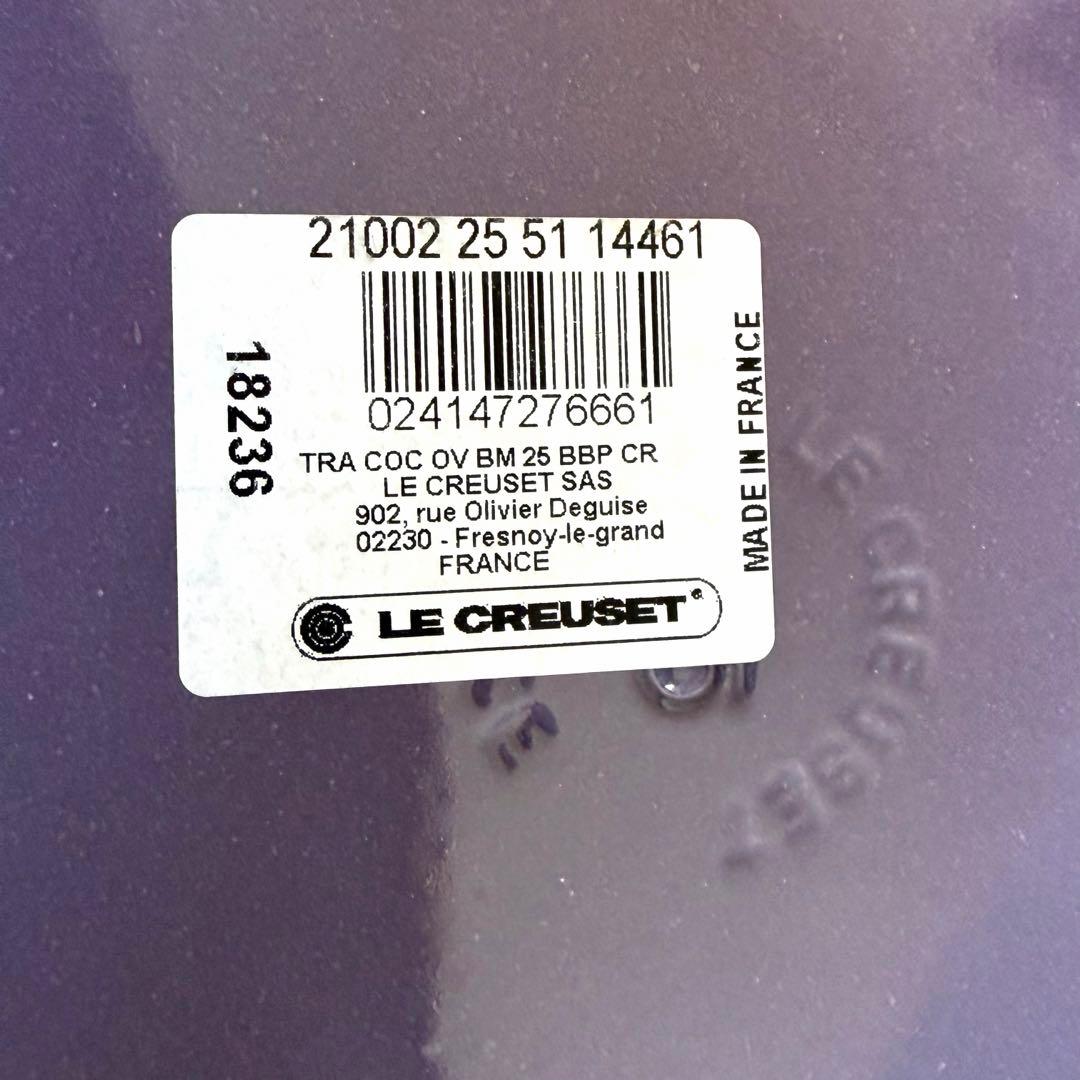 21002 25 51 14461
024147276661
18236
TRA COC OV BM 25 BBP CR
LE CREUSET SAS
902, rue Olivier Deguise
02230 - Fresnoy-le-grand
FRANCE
LE CREUSET®
MADE IN FRANCE
LE CREUSET